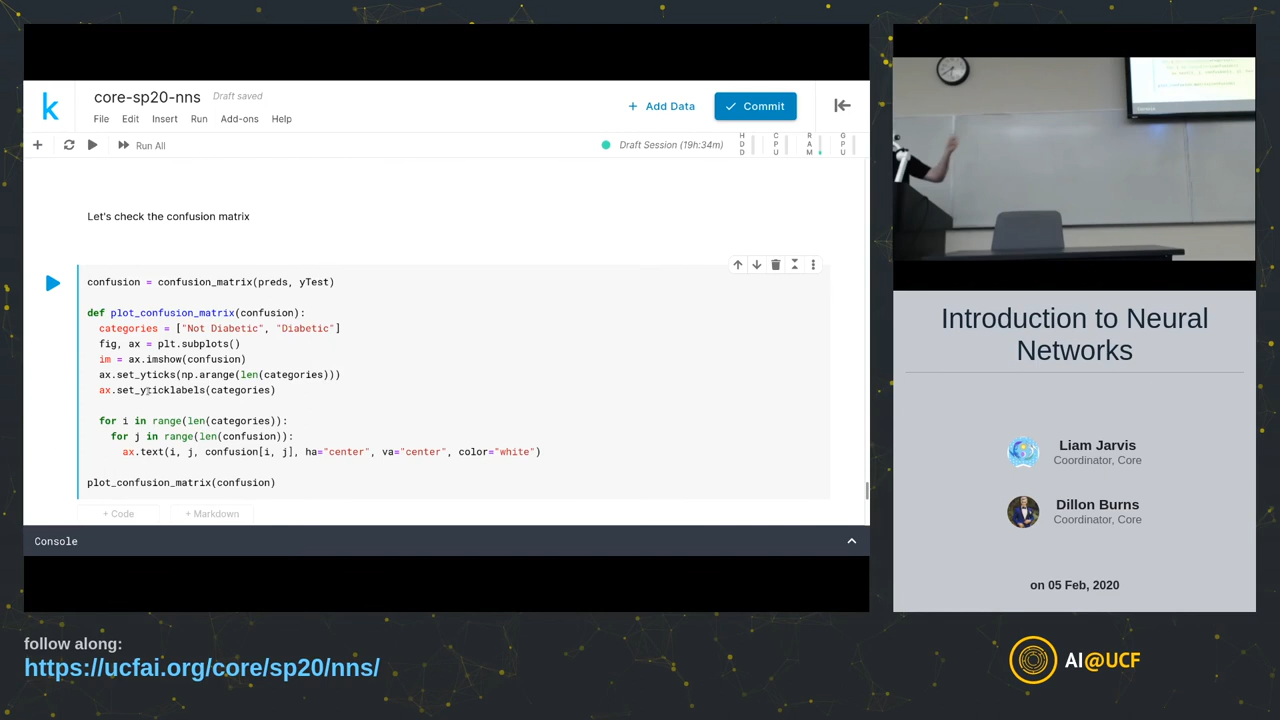 core-sp20-nns Draft saved
File Edit Insert Run Add-ons Help
+ Add Data
Commit
Run All
Draft Session (19h:34m)
HDD
CPU
RAM
GPU
Let's check the confusion matrix
confusion = confusion_matrix(preds, yTest)
def plot_confusion_matrix(confusion):
categories = ["Not Diabetic", "Diabetic"]
fig, ax = plt.subplots()
im = ax.imshow(confusion)
ax.set_yticks(np.arange(len(categories)))
ax.set_yticklabels(categories)
for i in range(len(categories)):
for j in range(len(confusion)):
ax.text(i, j, confusion[i, j], ha="center", va="center", color="white")
plot_confusion_matrix(confusion)
+ Code + Markdown
Console
Introduction to Neural
Networks
Liam Jarvis
Coordinator, Core
Dillon Burns
Coordinator, Core
on 05 Feb, 2020
follow along:
https://ucfai.org/core/sp20/nns/
AI@UCF